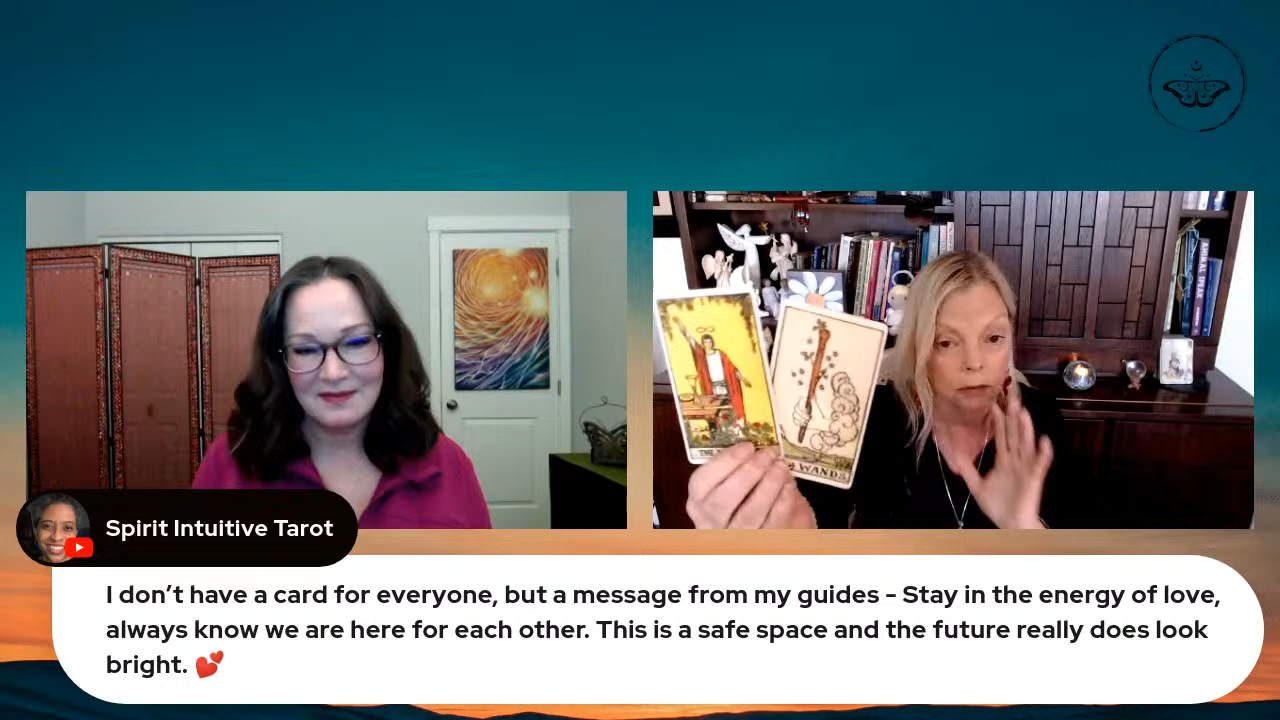 ANIMAL SPEAK
WANDS
Spirit Intuitive Tarot
I don’t have a card for everyone, but a message from my guides - Stay in the energy of love,
always know we are here for each other. This is a safe space and the future really does look
bright. 💕